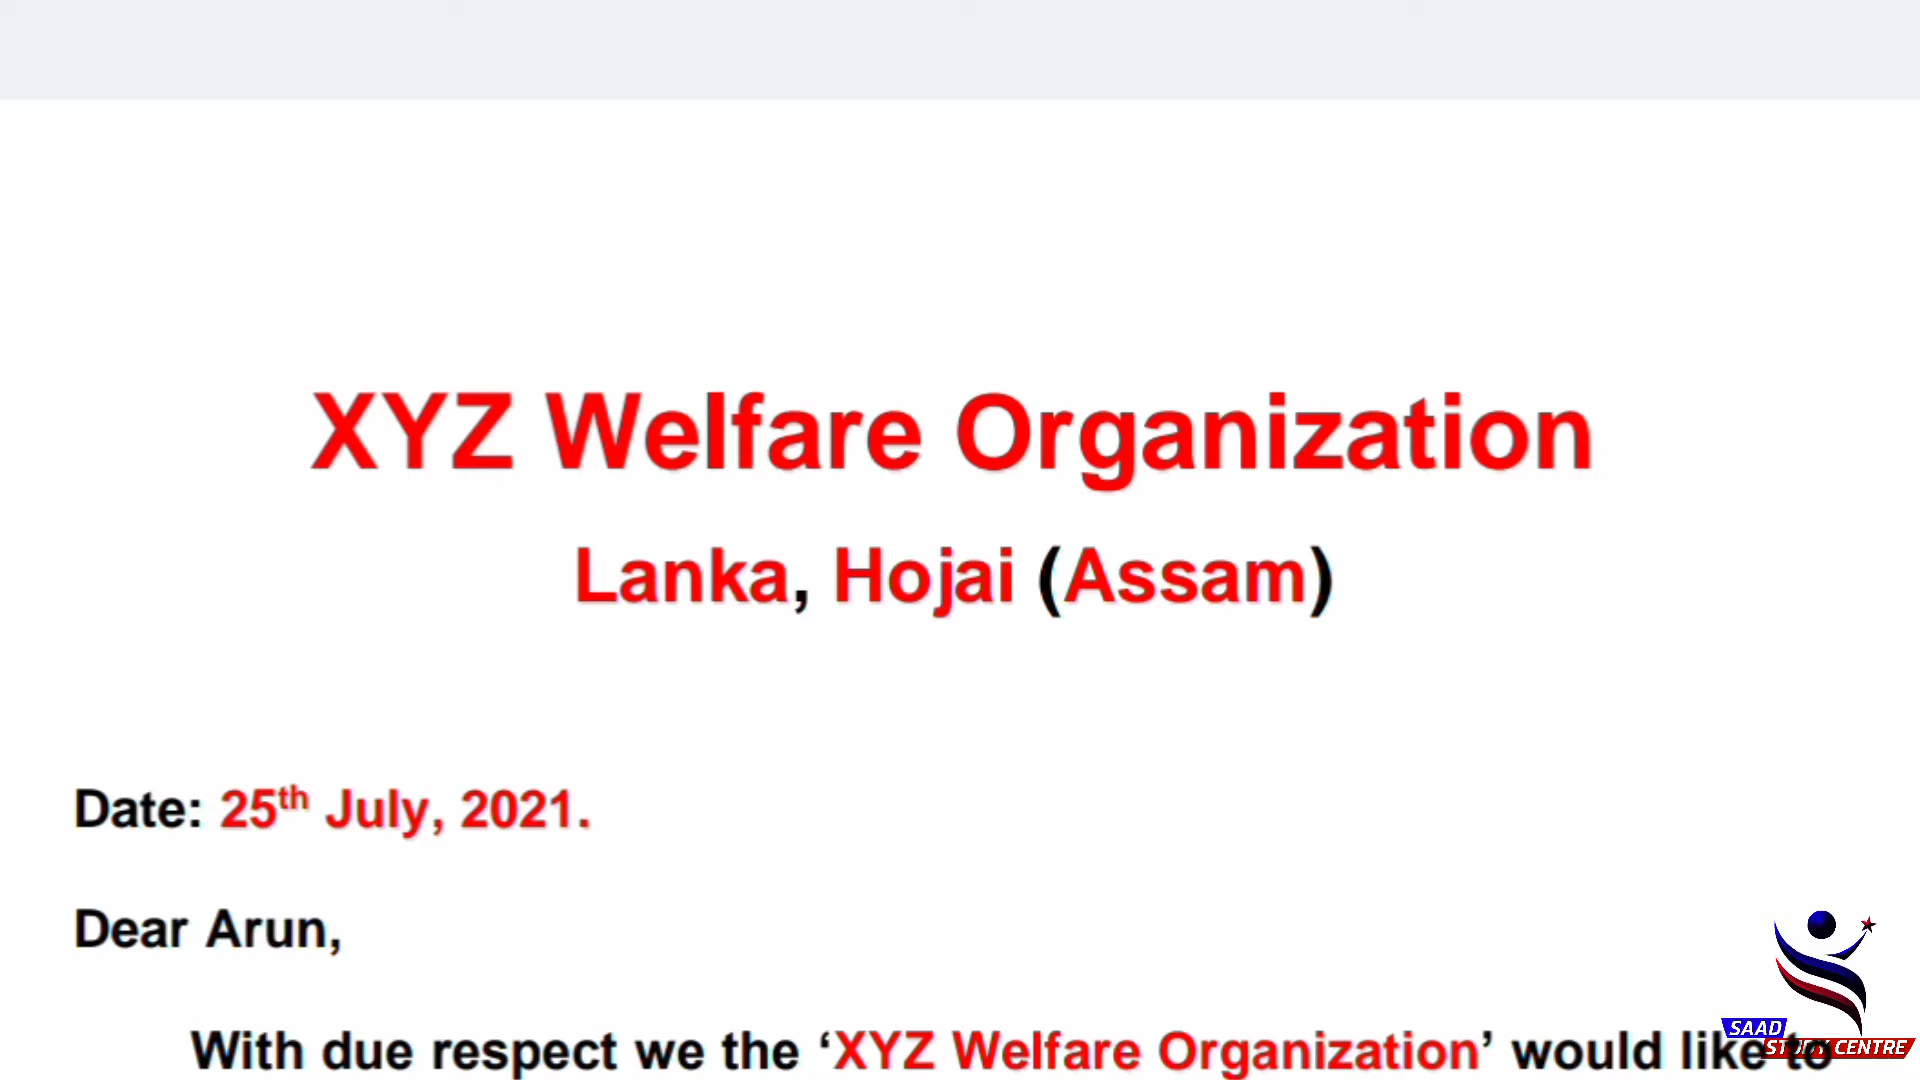 XYZ Welfare Organization
Lanka, Hojai (Assam)
Date: 25th July, 2021.
Dear Arun,
With due respect we the ‘XYZ Welfare Organization’ would like to
SAAD
STUDY CENTRE